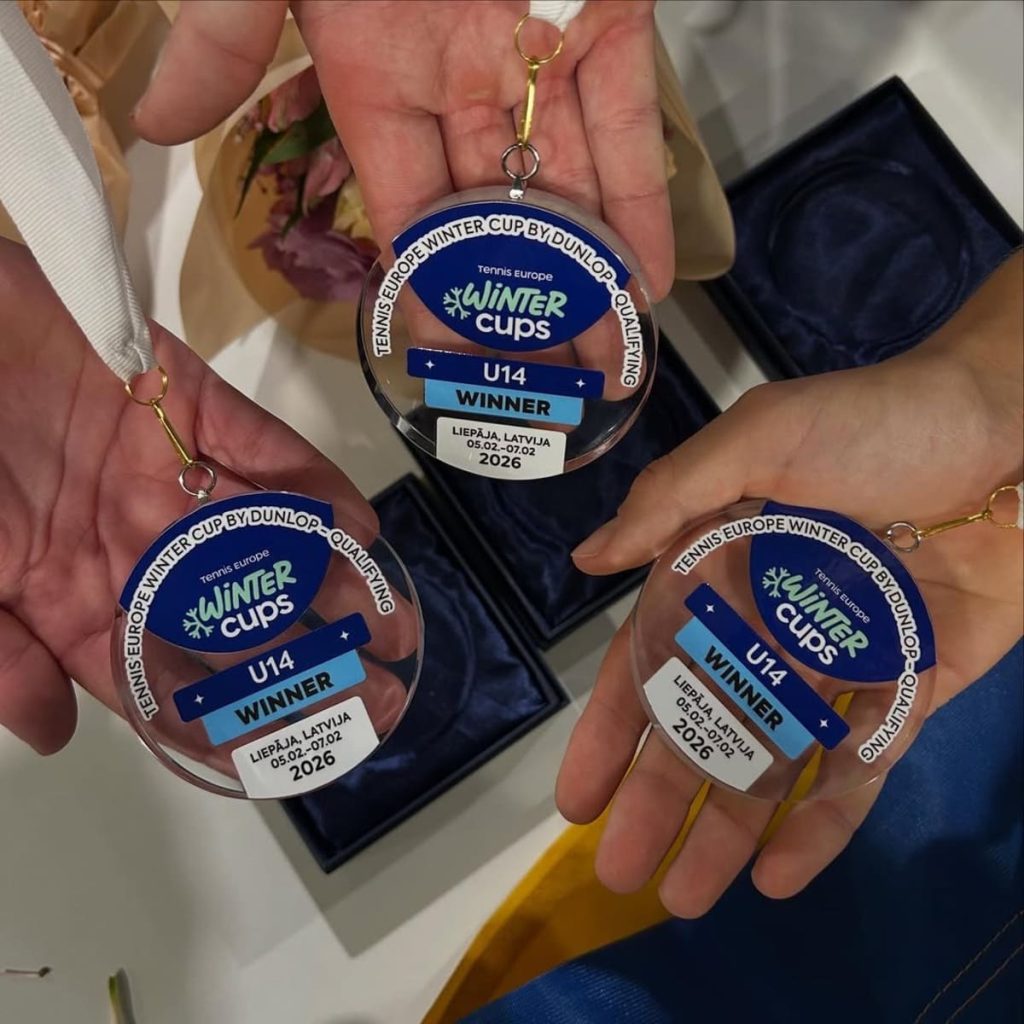 TENNIS EUROPE WINTER CUP BY DUNLOP - QUALIFYING
Tennis Europe
WINTER
CUPS
U14
WINNER
LIEPĀJA, LATVIJA
05.02.-07.02
2026
TENNIS EUROPE WINTER CUP BY DUNLOP - QUALIFYING
Tennis Europe
WINTER
CUPS
U14
WINNER
LIEPĀJA, LATVIJA
05.02.-07.02
2026
TENNIS EUROPE WINTER CUP BY DUNLOP - QUALIFYING
Tennis Europe
WINTER
CUPS
U14
WINNER
LIEPĀJA, LATVIJA
05.02.-07.02
2026